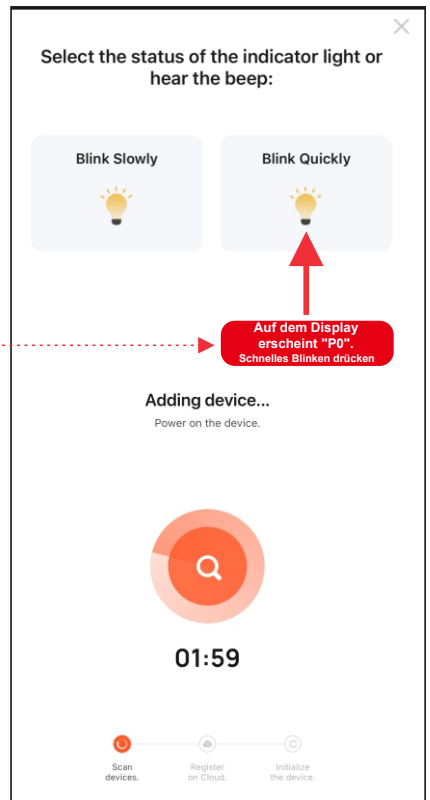 Select the status of the indicator light or
hear the beep:
Blink Slowly
Blink Quickly
Auf dem Display
erscheint "P0".
Schnelles Blinken drücken
Adding device...
Power on the device.
01:59
Scan
devices.
Register
on Cloud.
Initialize
the device.